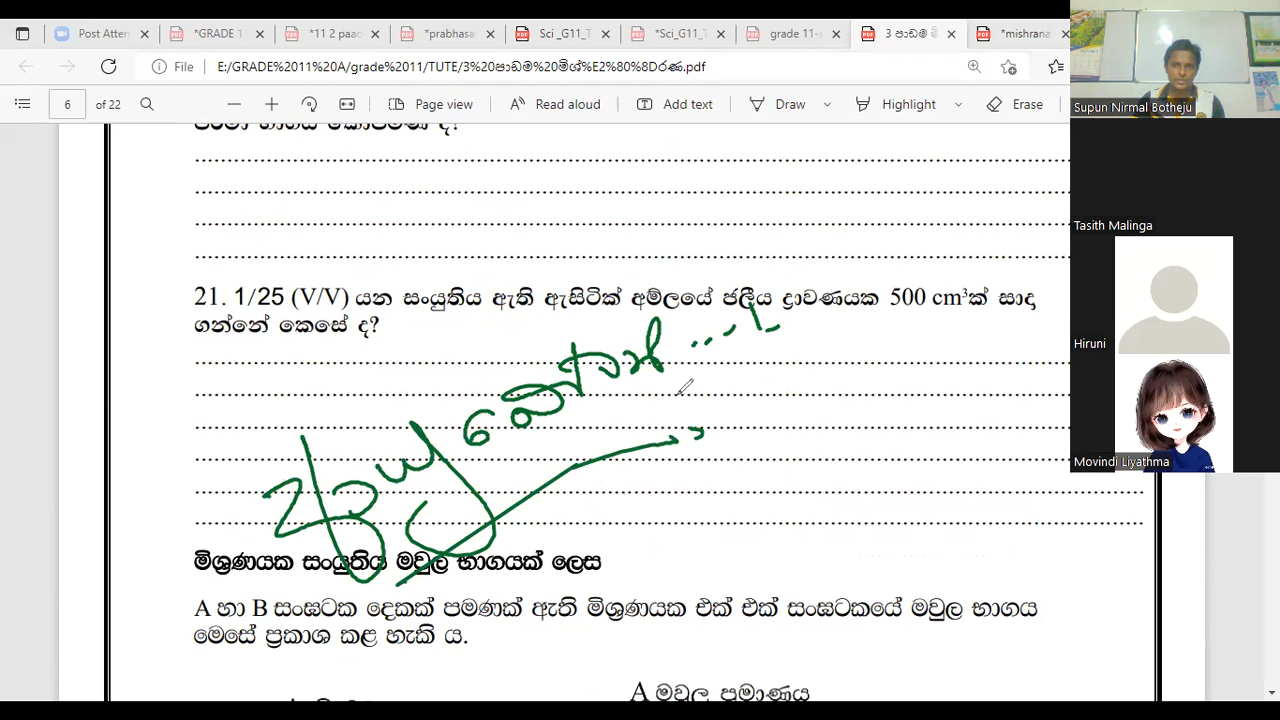 Post Atten
*GRADE 1
*11 2 paac
*prabhasa
Sci_G11_T
*Sci_G11_T
grade 11-s
3 පාඩම මි
*mishrana
File
E:/GRADE%2011%20A/grade%2011/TUTE/3%20පාඩම%20මිශ්%E2%80%8Dරණ.pdf
6 of 22
Page view
Read aloud
Add text
Draw
Highlight
Erase
Supun Nirmal Botheju
Tasith Malinga
Hiruni
Movindi Liyathma
පරිමා භාගය කොපමණ ද?
21. 1/25 (V/V) යන සංයුතිය ඇති ඇසිටික් අම්ලයේ ජලීය ද්‍රාවණයක 500 cm³ක් සාදා
ගන්නේ කෙසේ ද?
මිශ්‍රණයක සංයුතිය මවුල භාගයක් ලෙස
A හා B සංඝටක දෙකක් පමණක් ඇති මිශ්‍රණයක එක් එක් සංඝටකයේ මවුල භාගය
මෙසේ ප්‍රකාශ කළ හැකි ය.
A මවුල ප්‍රමාණය